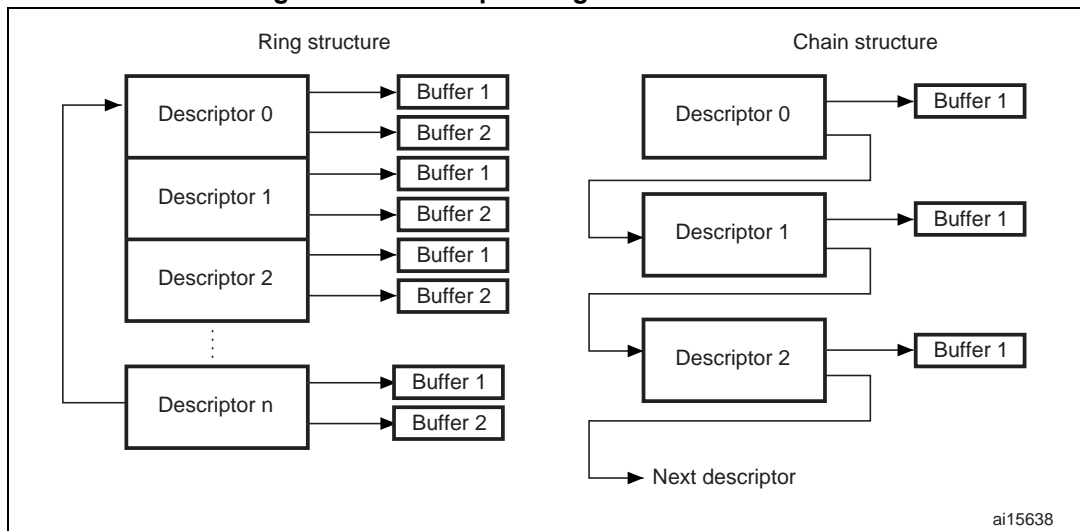 Ring structure
Descriptor 0
Buffer 1
Buffer 2
Descriptor 1
Buffer 1
Buffer 2
Descriptor 2
Buffer 1
Buffer 2
Descriptor n
Buffer 1
Buffer 2
Chain structure
Descriptor 0
Buffer 1
Descriptor 1
Buffer 1
Descriptor 2
Buffer 1
Next descriptor
ai15638